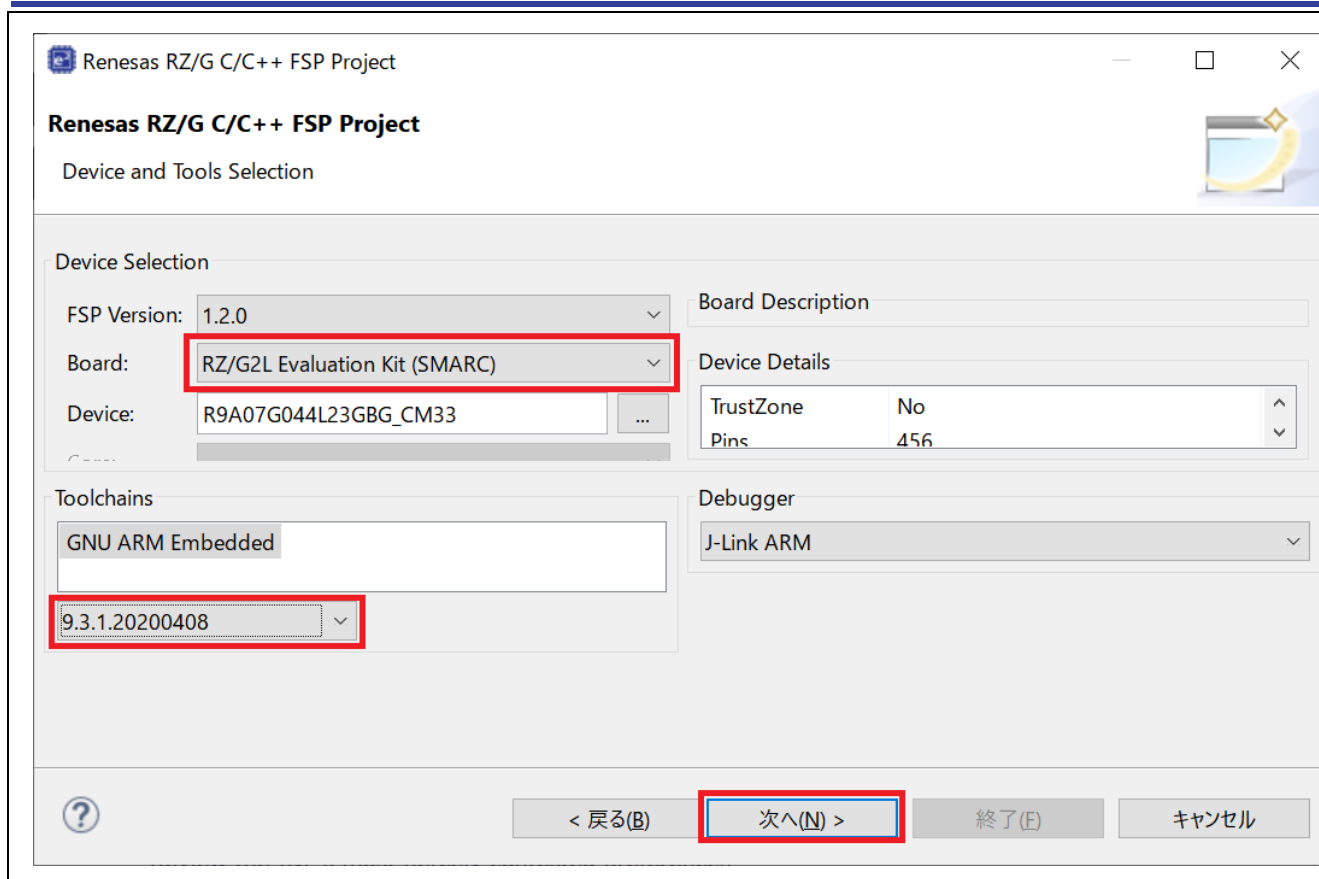 Renesas RZ/G C/C++ FSP Project
Renesas RZ/G C/C++ FSP Project
Device and Tools Selection
Device Selection
FSP Version: 1.2.0
Board: RZ/G2L Evaluation Kit (SMARC)
Device: R9A07G044L23GBG_CM33 ...
Board Description
Device Details
TrustZone No
Pins 456
Toolchains
GNU ARM Embedded
9.3.1.20200408
Debugger
J-Link ARM
< 戻る(B) 次へ(N) > 終了(F) キャンセル